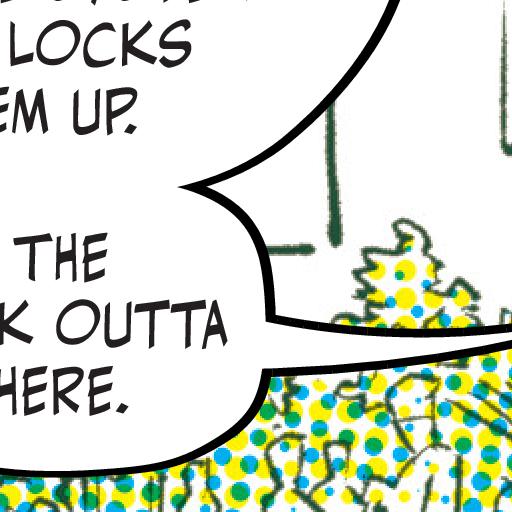 LOCKS
EM UP.
THE
K OUTTA
HERE.